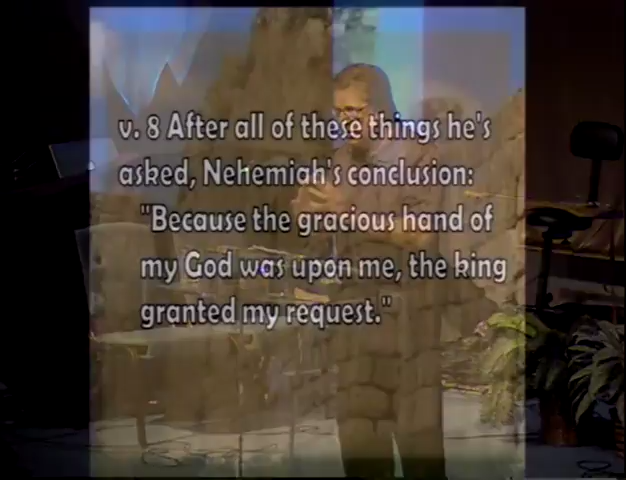 v. 8 After all of these things he's
asked, Nehemiah's conclusion:
"Because the gracious hand of
my God was upon me, the king
granted my request."